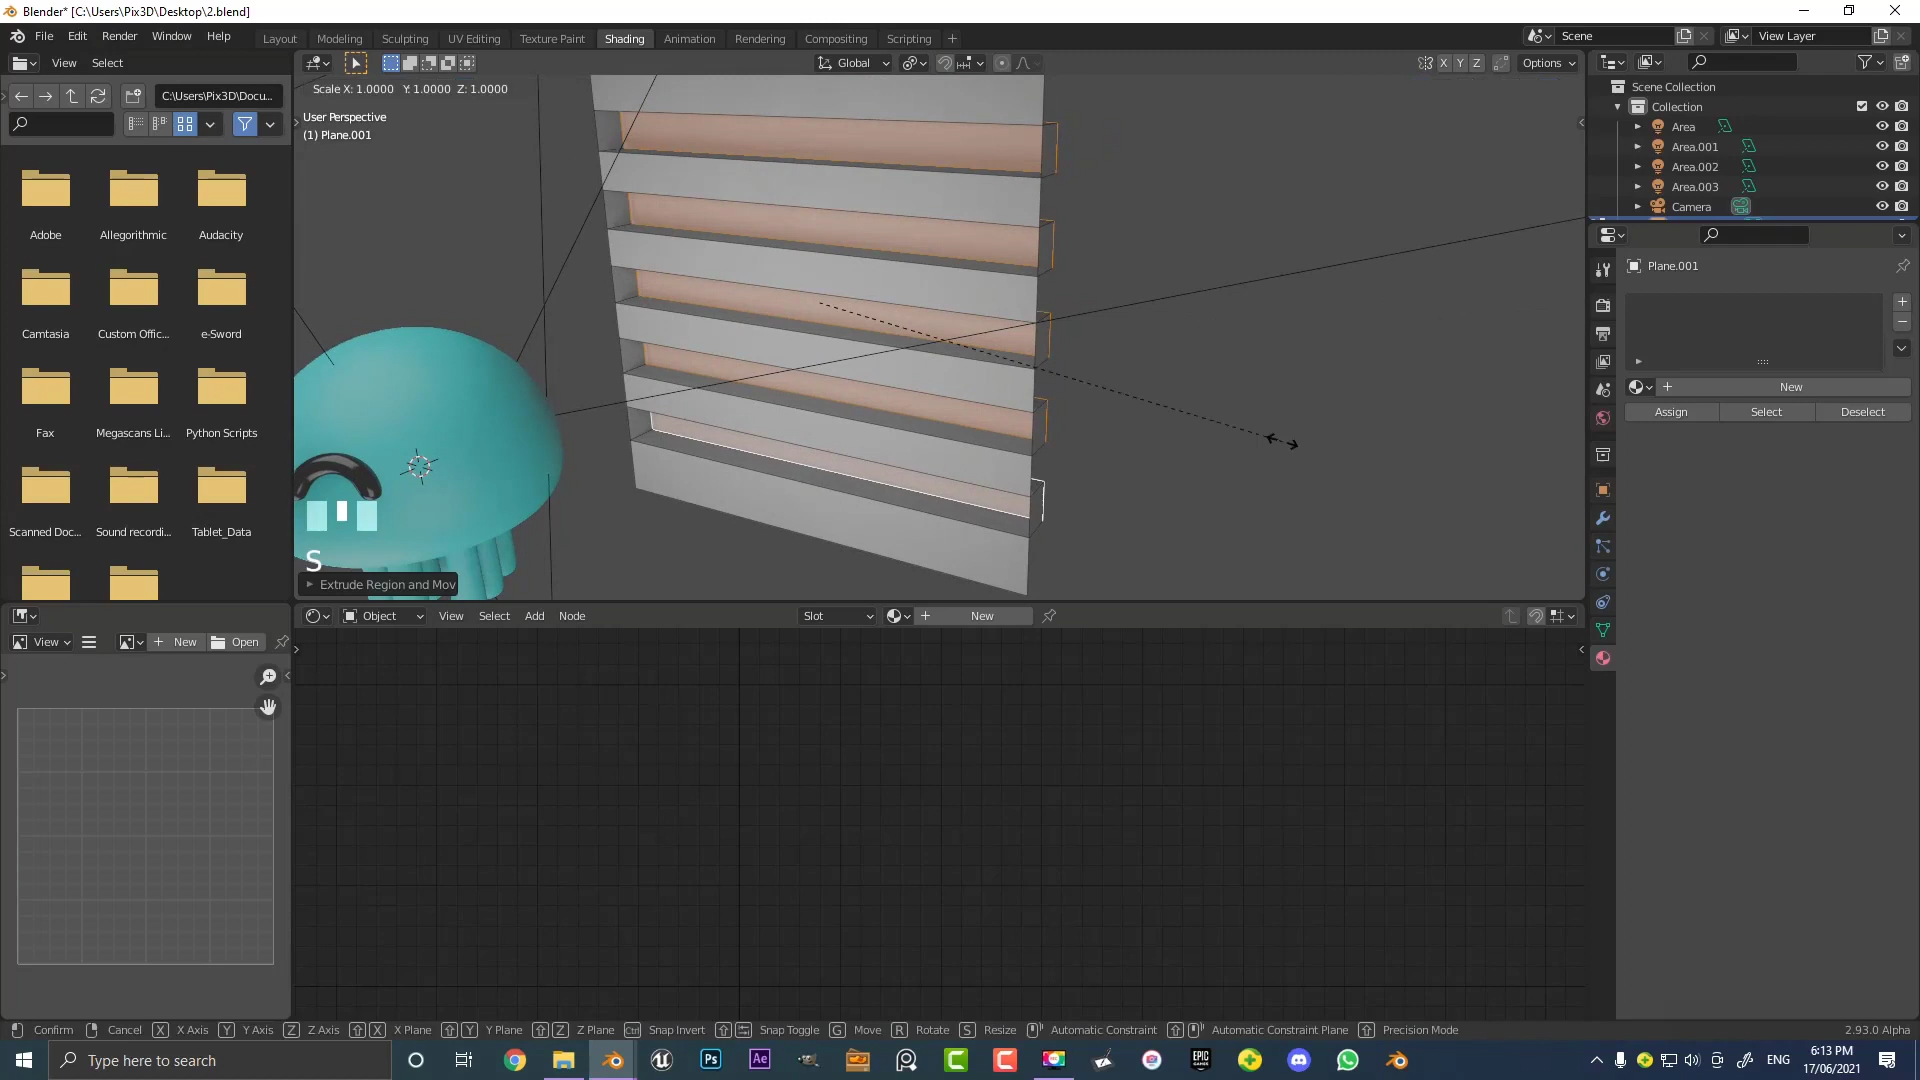 Blender* [C:\Users\Pix3D\Desktop\2.blend]
File Edit Render Window Help
Layout Modeling Sculpting UV Editing Texture Paint Shading Animation Rendering Compositing Scripting
Scene
View Layer
View Select
Global
X Y Z
Options
C:\Users\Pix3D\Docu...
Scale X: 1.0000 Y: 1.0000 Z: 1.0000
User Perspective
(1) Plane.001
Scene Collection
Collection
Area
Area.001
Area.002
Area.003
Camera
Adobe
Allegorithmic
Audacity
Camtasia
Custom Offic...
e-Sword
Fax
Megascans Li...
Python Scripts
Scanned Doc...
Sound recordi...
Tablet_Data
Plane.001
New
Assign Select Deselect
S
Extrude Region and Mov
Object View Select Add Node
Slot
New
View
New
Open
Confirm Cancel X X Axis Y Y Axis Z Z Axis X X Plane Y Y Plane Z Z Plane Ctrl Snap Invert Snap Toggle G Move R Rotate S Resize Automatic Constraint Automatic Constraint Plane Precision Mode
2.93.0 Alpha
Type here to search
Ps
Ae
EPIC GAMES
ENG
6:13 PM
17/06/2021